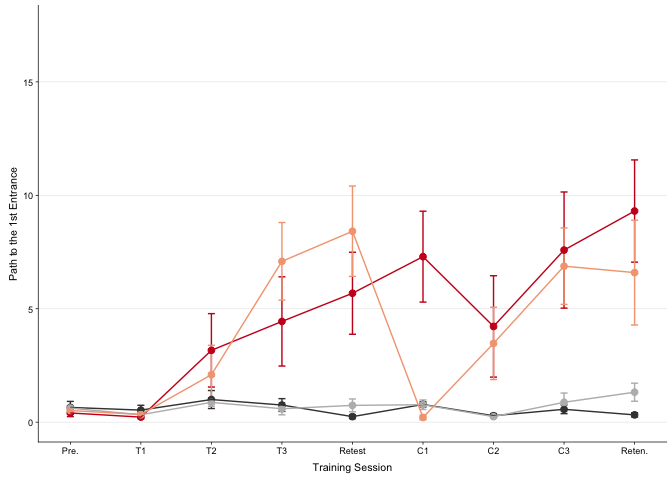 Path to the 1st Entrance
15
10
5
0
Pre. T1 T2 T3 Retest C1 C2 C3 Reten.
Training Session